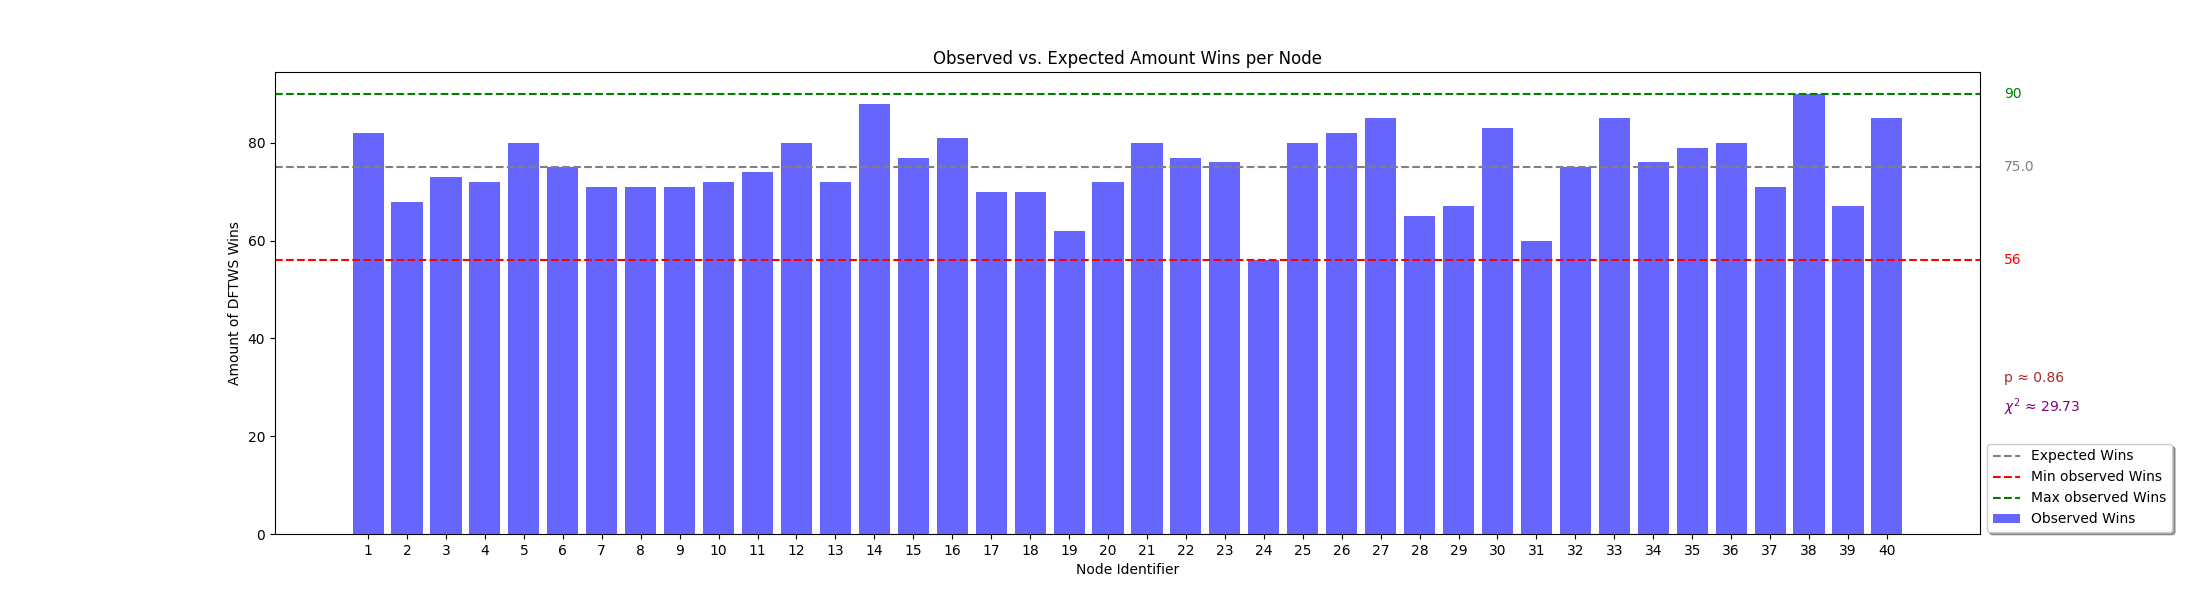 Observed vs. Expected Amount Wins per Node
Amount of DFTWS Wins
80
60
40
20
0
1 2 3 4 5 6 7 8 9 10 11 12 13 14 15 16 17 18 19 20 21 22 23 24 25 26 27 28 29 30 31 32 33 34 35 36 37 38 39 40
Node Identifier
90
75.0
56
p ≈ 0.86
χ² ≈ 29.73
Expected Wins
Min observed Wins
Max observed Wins
Observed Wins